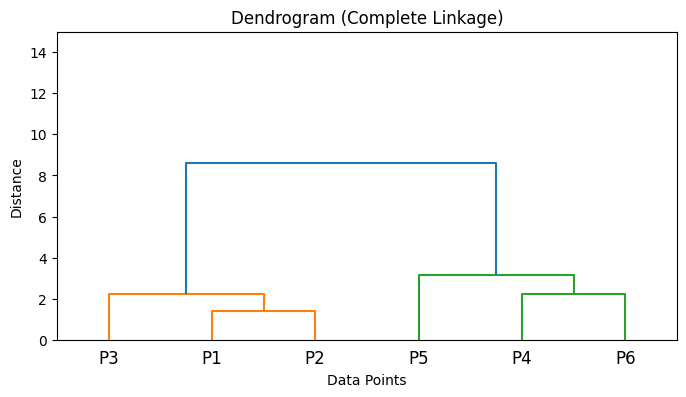 Dendrogram (Complete Linkage)
14
12
10
8
6
4
2
0
Distance
P3 P1 P2 P5 P4 P6
Data Points